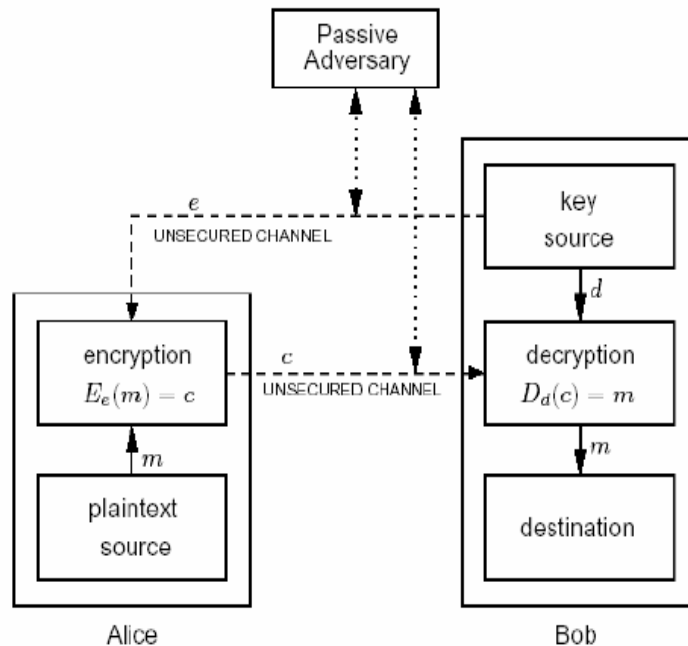 Passive
Adversary
e
UNSECURED CHANNEL
key
source
d
encryption
E_e(m) = c
c
UNSECURED CHANNEL
decryption
D_d(c) = m
m
plaintext
source
m
destination
Alice
Bob